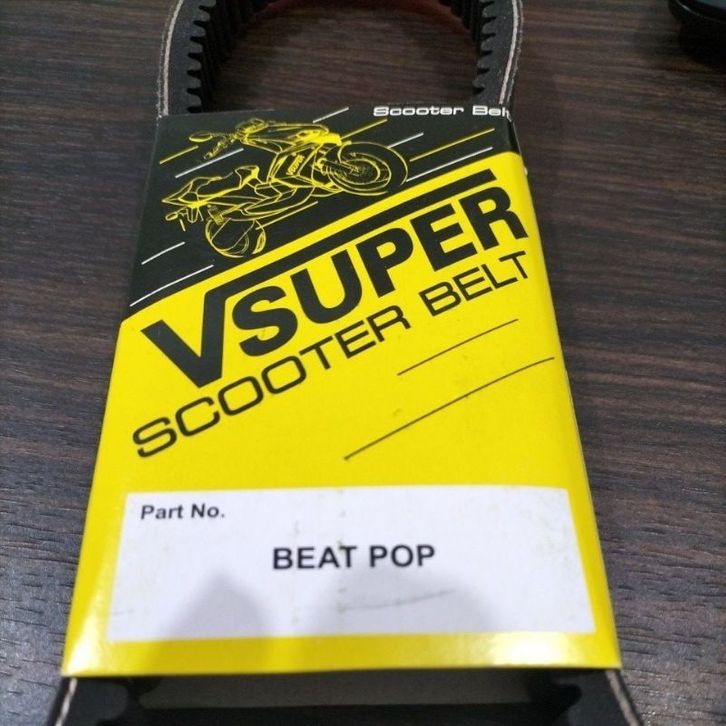 Scooter Belt
VSUPER
SCOOTER BELT
Part No.
BEAT POP